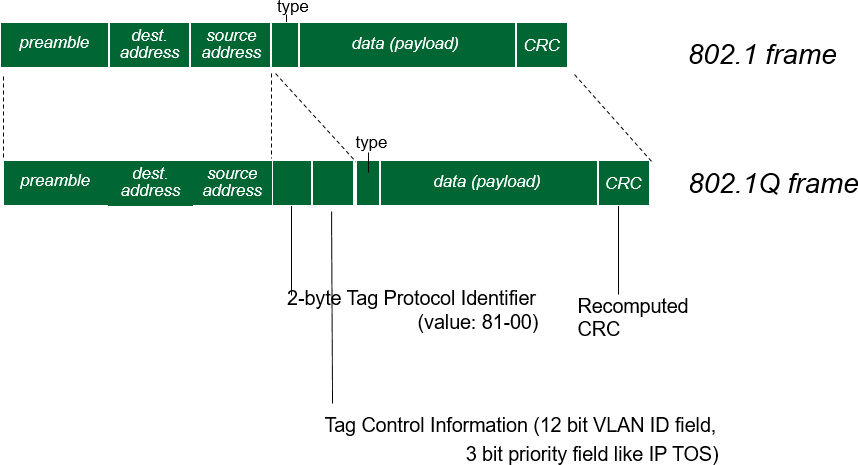 type
preamble
dest. address
source address
data (payload)
CRC
802.1 frame
type
preamble
dest. address
source address
data (payload)
CRC
802.1Q frame
2-byte Tag Protocol Identifier
(value: 81-00)
Recomputed
CRC
Tag Control Information (12 bit VLAN ID field,
3 bit priority field like IP TOS)